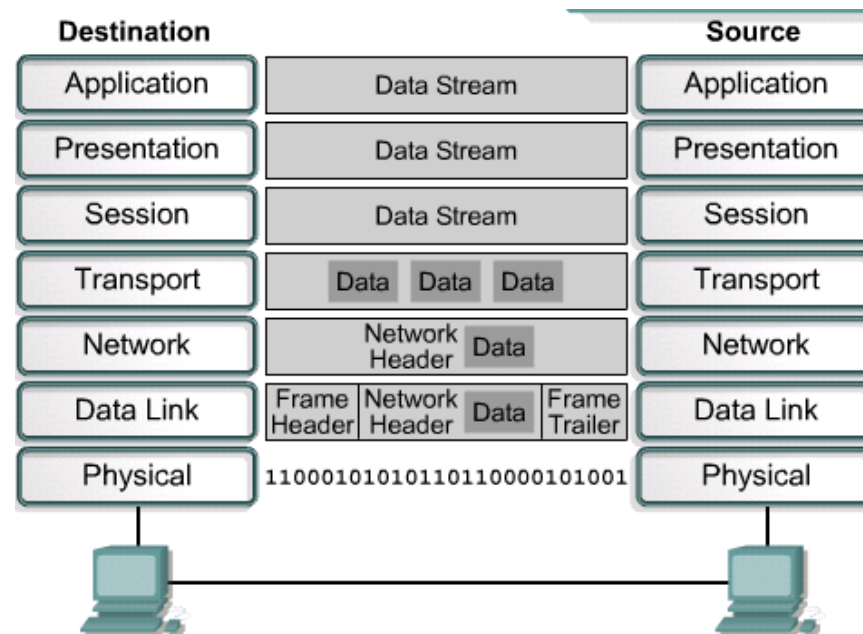 Destination Source
Application Data Stream Application
Presentation Data Stream Presentation
Session Data Stream Session
Transport Data Data Data Transport
Network Network Header Data Network
Data Link Frame Header Network Header Data Frame Trailer Data Link
Physical 1100010101011011000010100​1 Physical